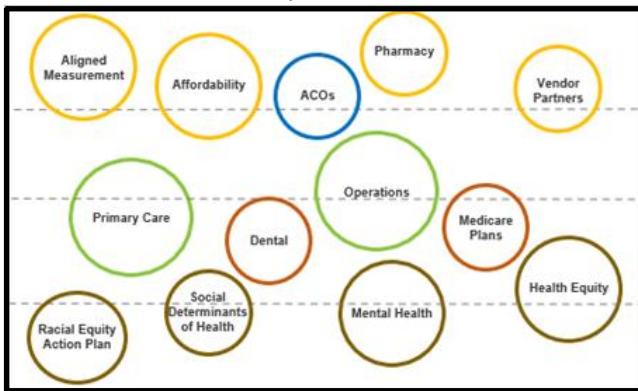 Aligned
Measurement
Affordability
ACOs
Pharmacy
Vendor
Partners
Primary Care
Dental
Operations
Medicare
Plans
Racial Equity
Action Plan
Social
Determinants
of Health
Mental Health
Health Equity